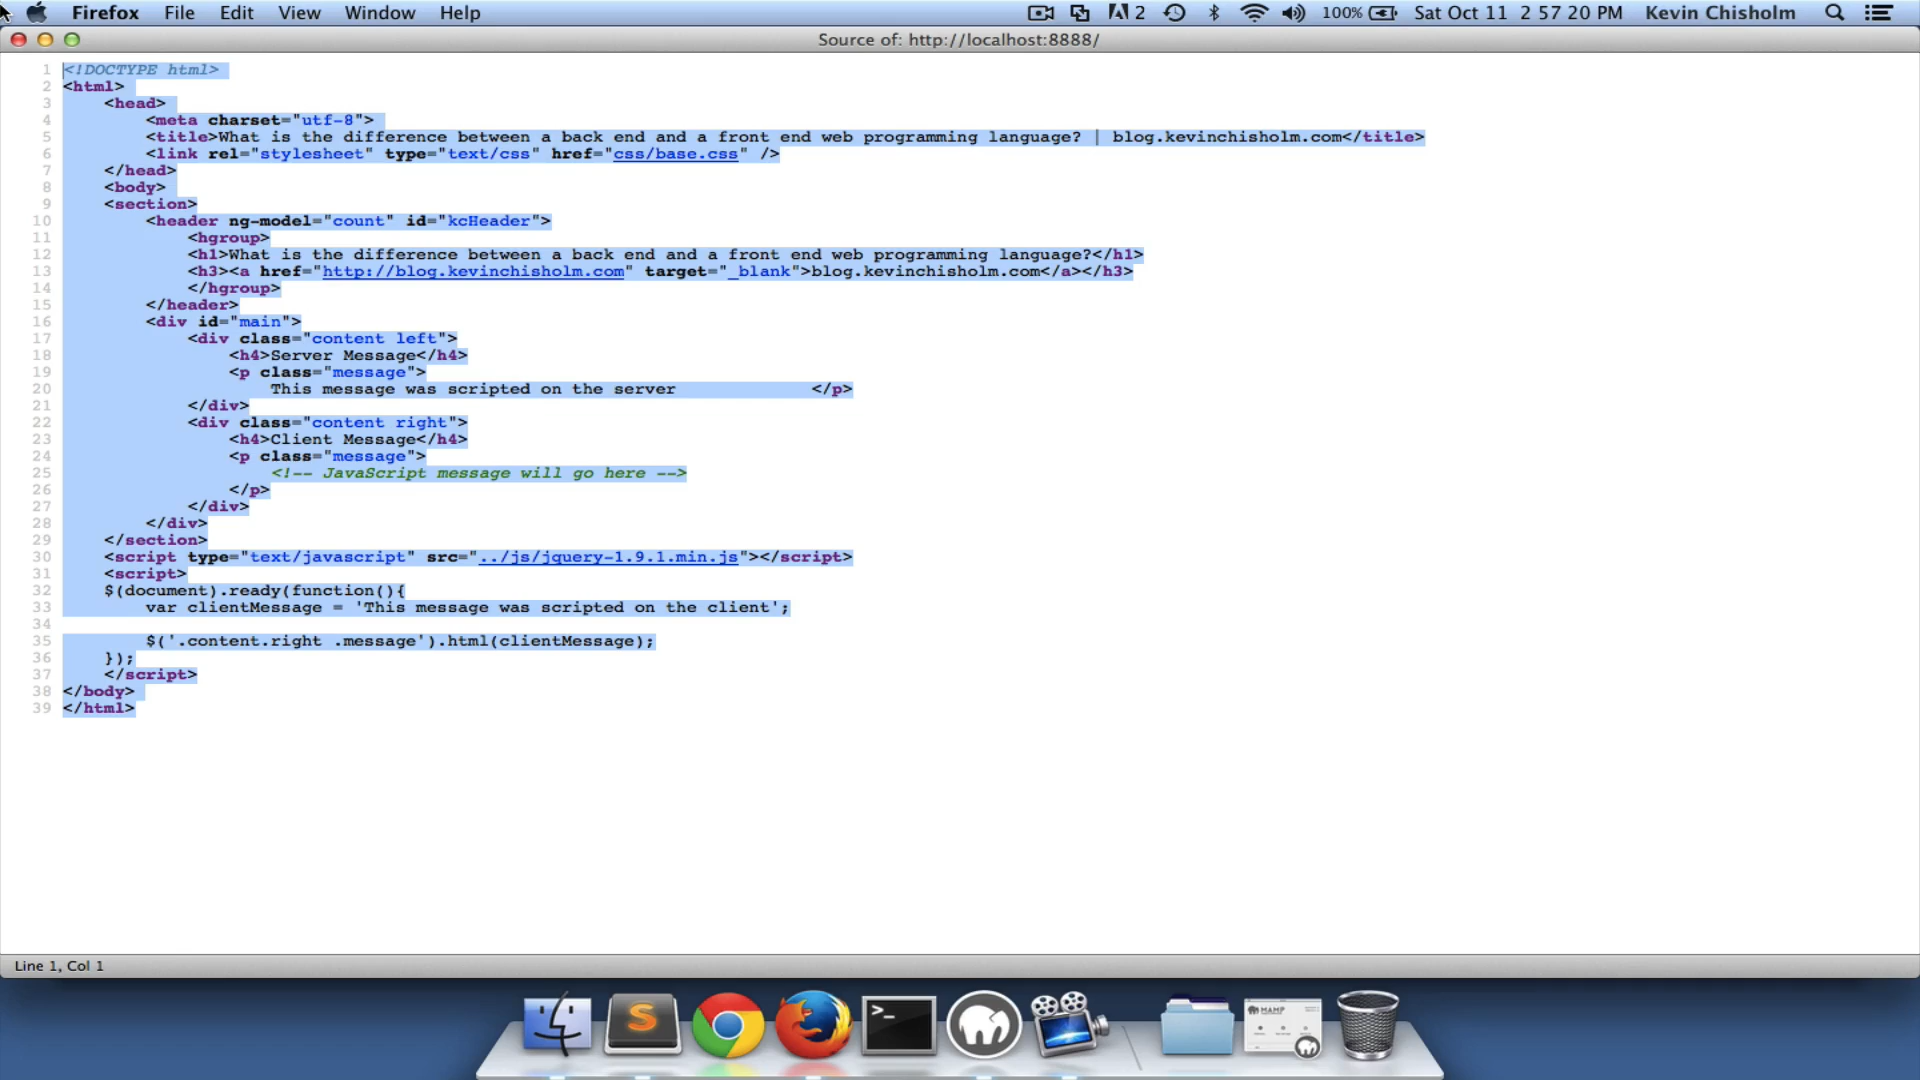 Firefox File Edit View Window Help 2 100% Sat Oct 11 2 57 20 PM Kevin Chisholm
Source of: http://localhost:8888/
1 <!DOCTYPE html>
2 <html>
3 <head>
4 <meta charset="utf-8">
5 <title>What is the difference between a back end and a front end web programming language? | blog.kevinchisholm.com</title>
6 <link rel="stylesheet" type="text/css" href="css/base.css" />
7 </head>
8 <body>
9 <section>
10 <header ng-model="count" id="kcHeader">
11 <hgroup>
12 <h1>What is the difference between a back end and a front end web programming language?</h1>
13 <h3><a href="http://blog.kevinchisholm.com" target="_blank">blog.kevinchisholm.com</a></h3>
14 </hgroup>
15 </header>
16 <div id="main">
17 <div class="content left">
18 <h4>Server Message</h4>
19 <p class="message">
20 This message was scripted on the server </p>
21 </div>
22 <div class="content right">
23 <h4>Client Message</h4>
24 <p class="message">
25 <!-- JavaScript message will go here -->
26 </p>
27 </div>
28 </div>
29 </section>
30 <script type="text/javascript" src="../js/jquery-1.9.1.min.js"></script>
31 <script>
32 $(document).ready(function(){
33 var clientMessage = 'This message was scripted on the client';
34
35 $('.content.right .message').html(clientMessage);
36 });
37 </script>
38 </body>
39 </html>
Line 1, Col 1
S >_ MAMP